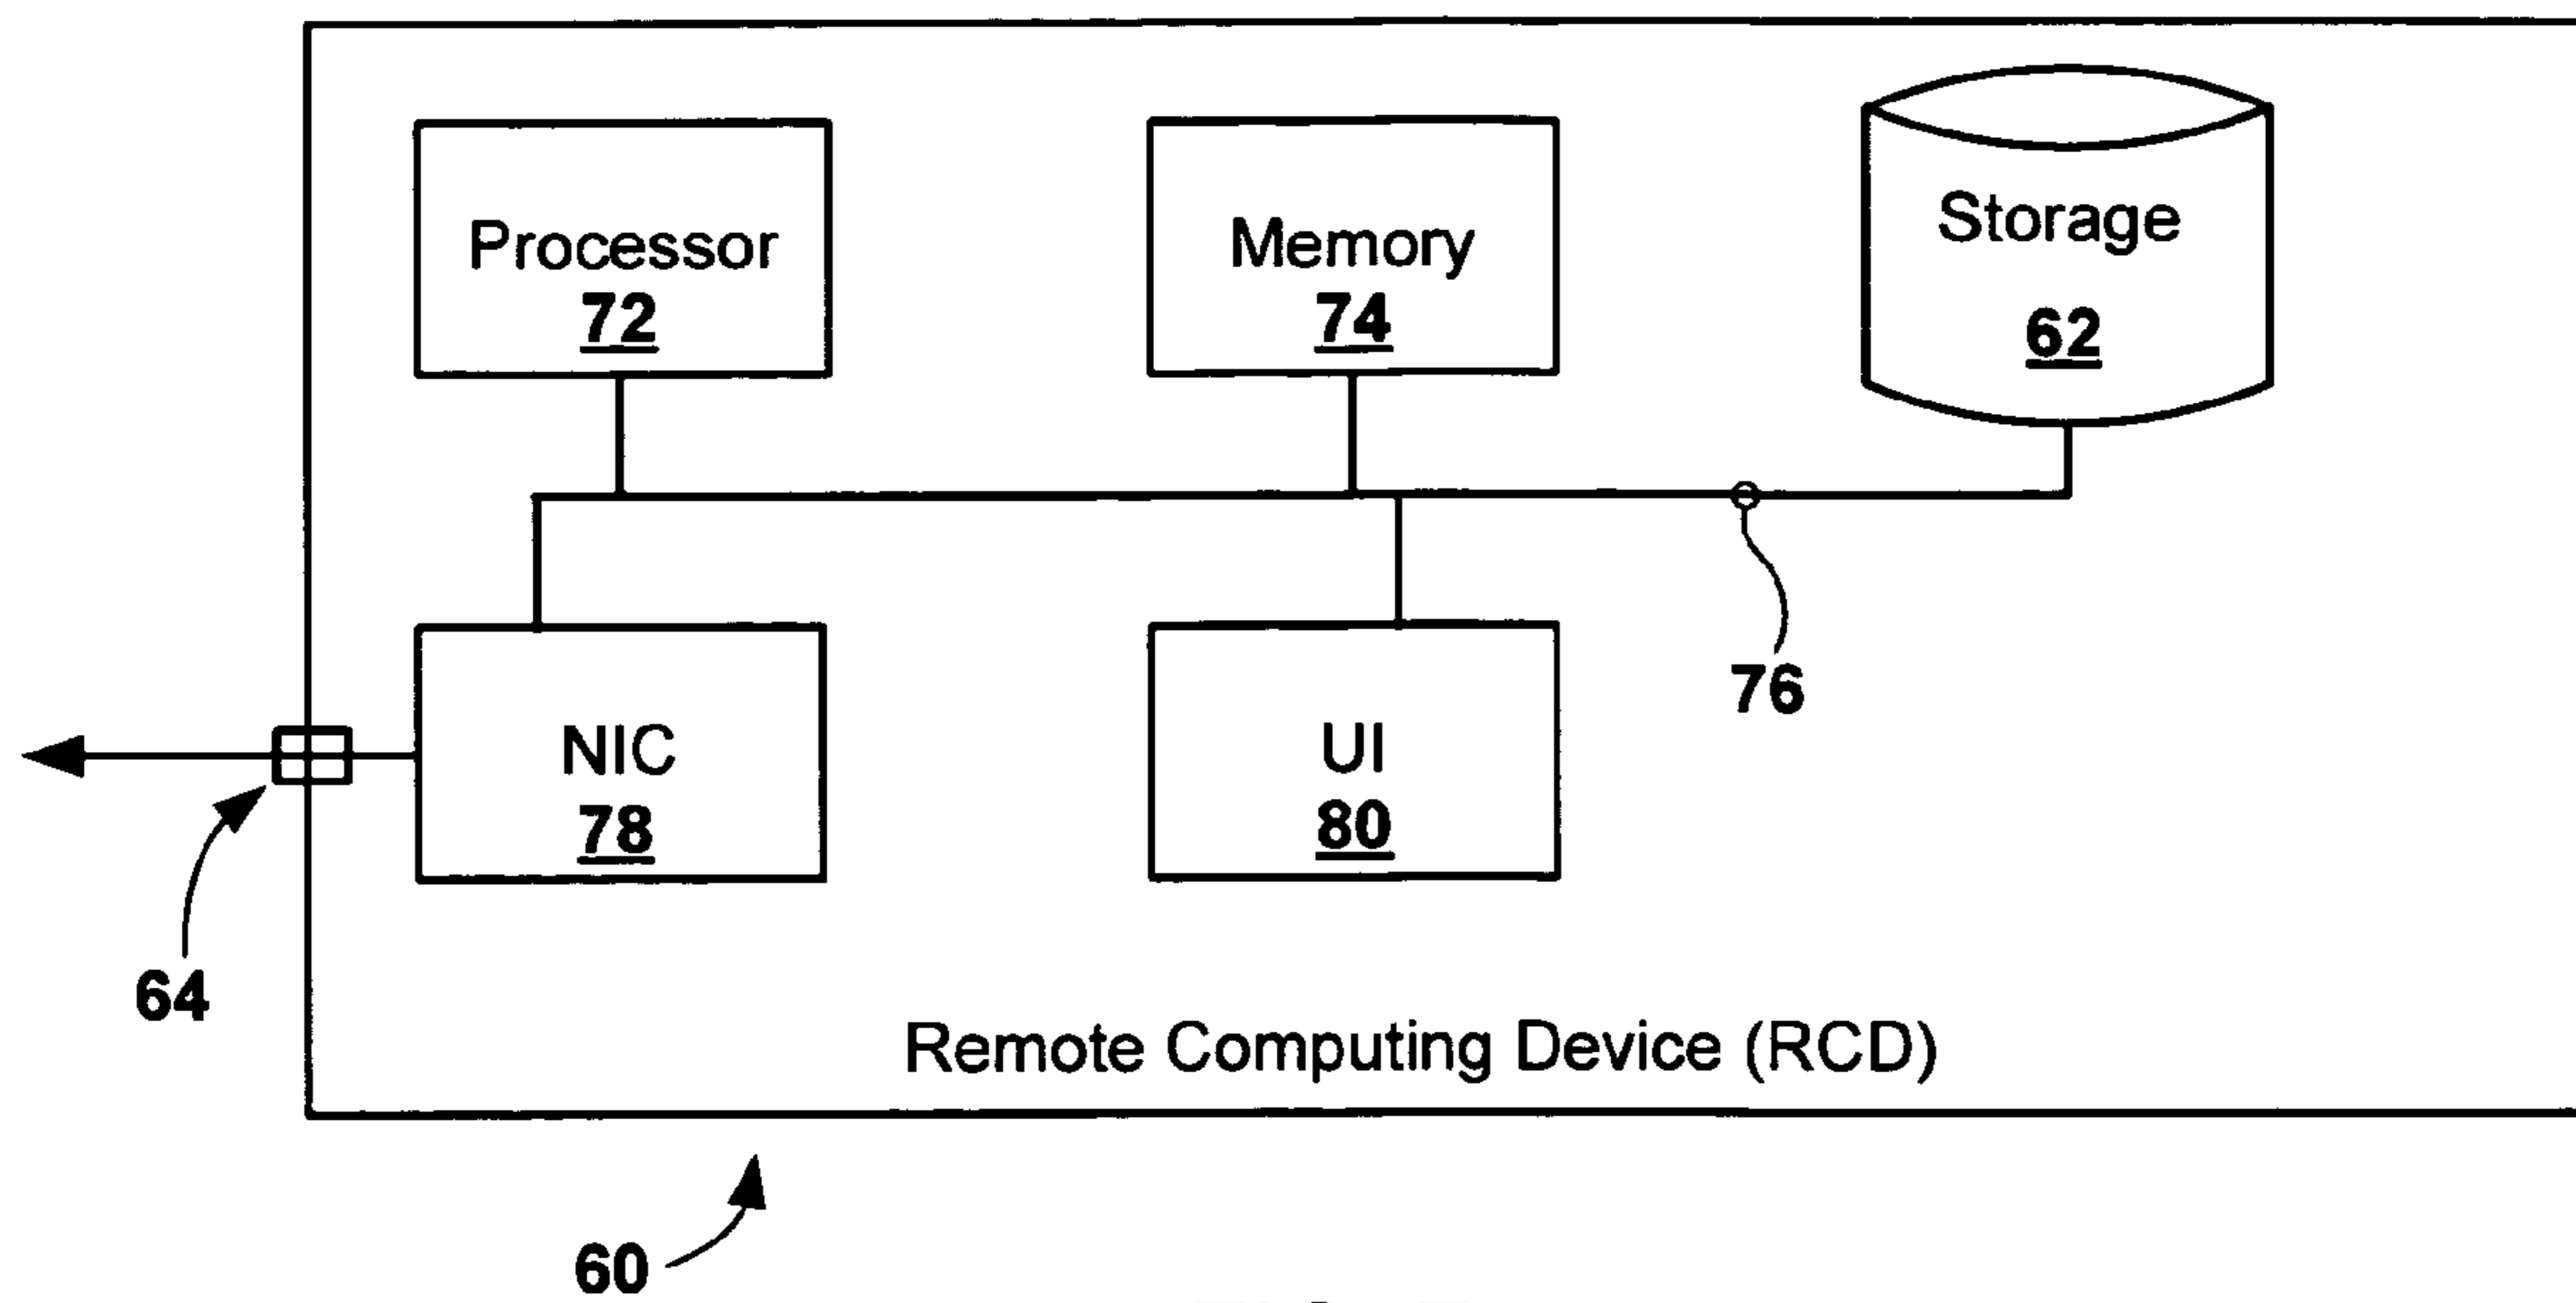 Processor
72
Memory
74
Storage
62
76
NIC
78
UI
80
64
Remote Computing Device (RCD)
60